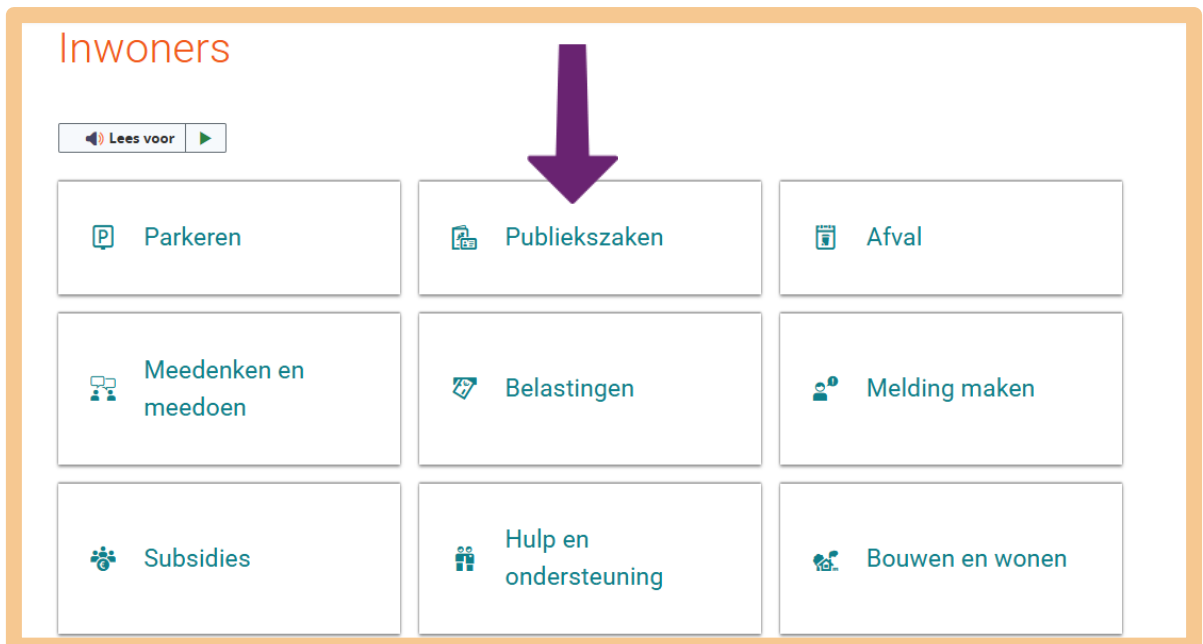 Inwoners
Lees voor
Parkeren
Publiekszaken
Afval
Meedenken en
meedoen
Belastingen
Melding maken
Subsidies
Hulp en
ondersteuning
Bouwen en wonen